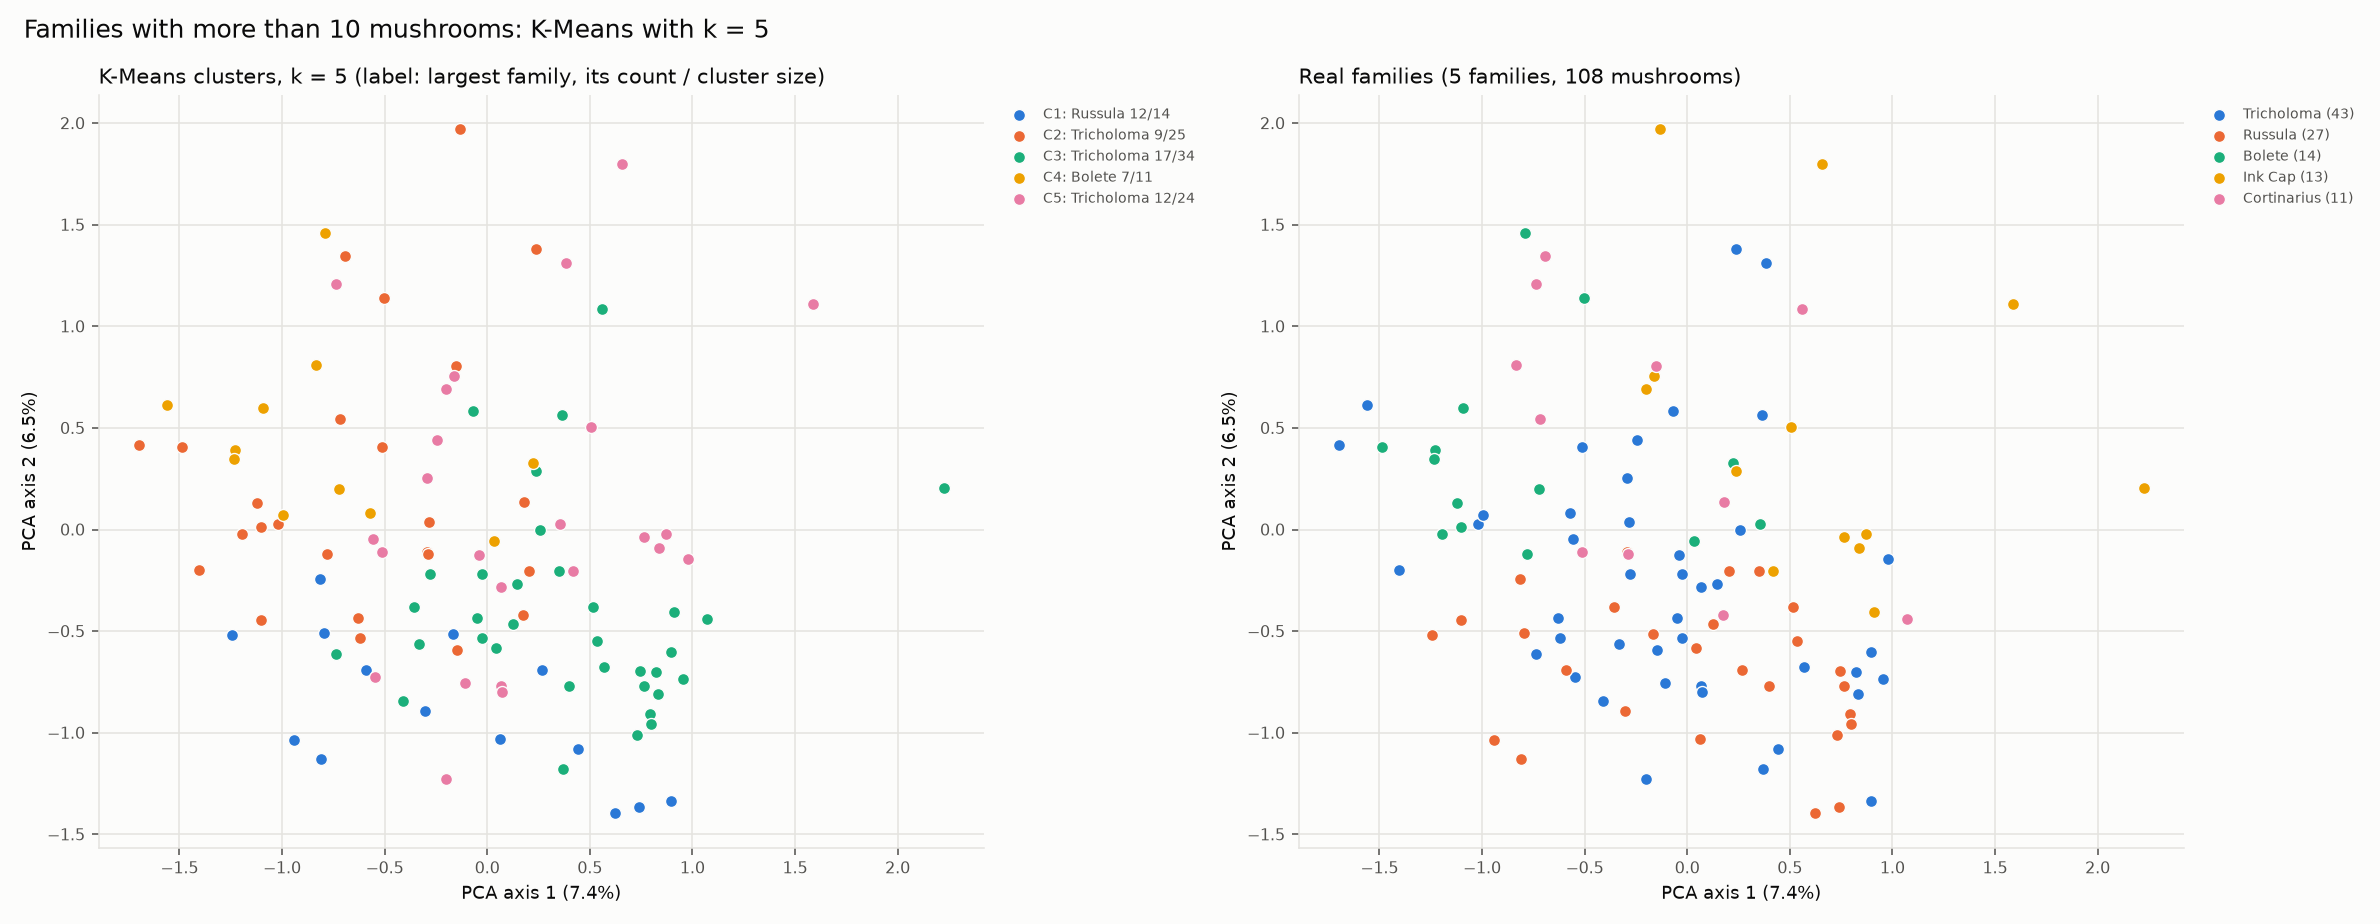 Families with more than 10 mushrooms: K-Means with k = 5
K-Means clusters, k = 5 (label: largest family, its count / cluster size)
2.0
1.5
1.0
0.5
0.0
−0.5
−1.0
−1.5
PCA axis 2 (6.5%)
−1.5
−1.0
−0.5
0.0
0.5
1.0
1.5
2.0
PCA axis 1 (7.4%)
C1: Russula 12/14
C2: Tricholoma 9/25
C3: Tricholoma 17/34
C4: Bolete 7/11
C5: Tricholoma 12/24
Real families (5 families, 108 mushrooms)
2.0
1.5
1.0
0.5
0.0
−0.5
−1.0
−1.5
PCA axis 2 (6.5%)
−1.5
−1.0
−0.5
0.0
0.5
1.0
1.5
2.0
PCA axis 1 (7.4%)
Tricholoma (43)
Russula (27)
Bolete (14)
Ink Cap (13)
Cortinarius (11)